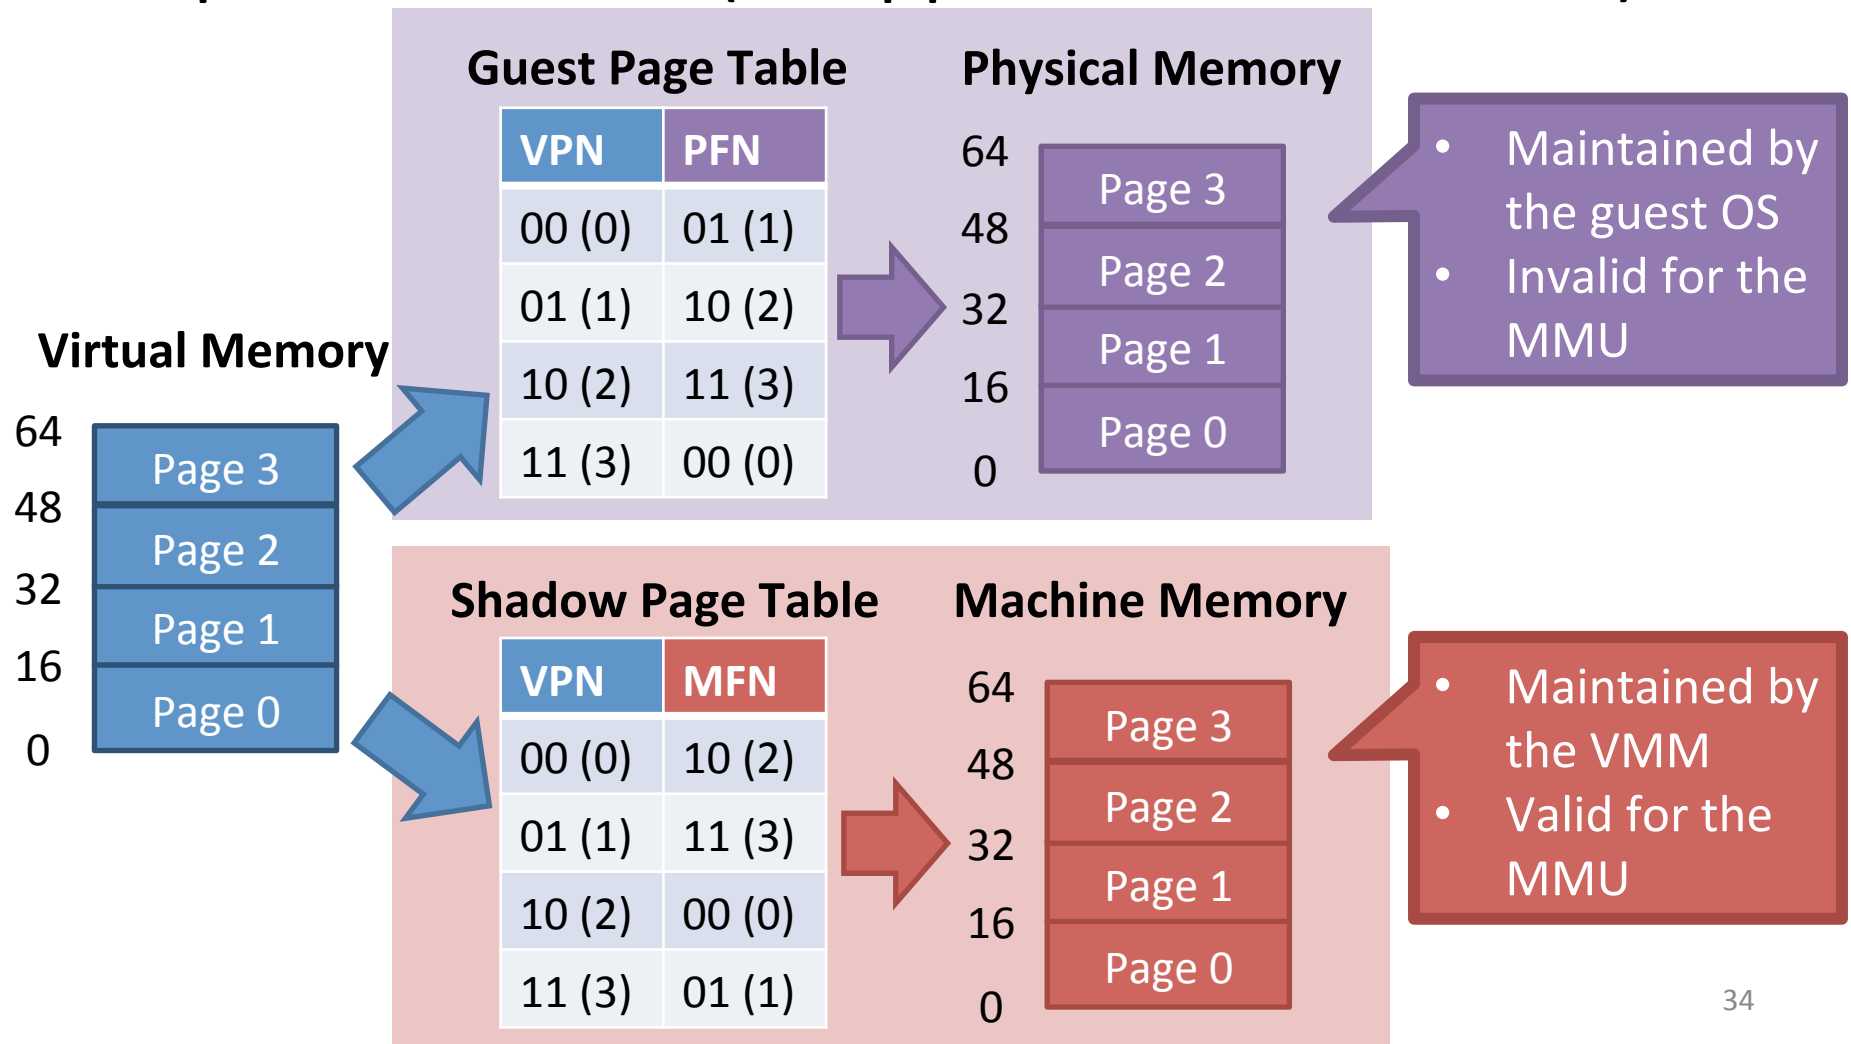 Guest Page Table
VPN PFN
00 (0) 01 (1)
01 (1) 10 (2)
10 (2) 11 (3)
11 (3) 00 (0)
Physical Memory
64
Page 3
48
Page 2
32
Page 1
16
Page 0
0
• Maintained by
the guest OS
• Invalid for the
MMU
Virtual Memory
64
Page 3
48
Page 2
32
Page 1
16
Page 0
0
Shadow Page Table
VPN MFN
00 (0) 10 (2)
01 (1) 11 (3)
10 (2) 00 (0)
11 (3) 01 (1)
Machine Memory
64
Page 3
48
Page 2
32
Page 1
16
Page 0
0
• Maintained by
the VMM
• Valid for the
MMU
34